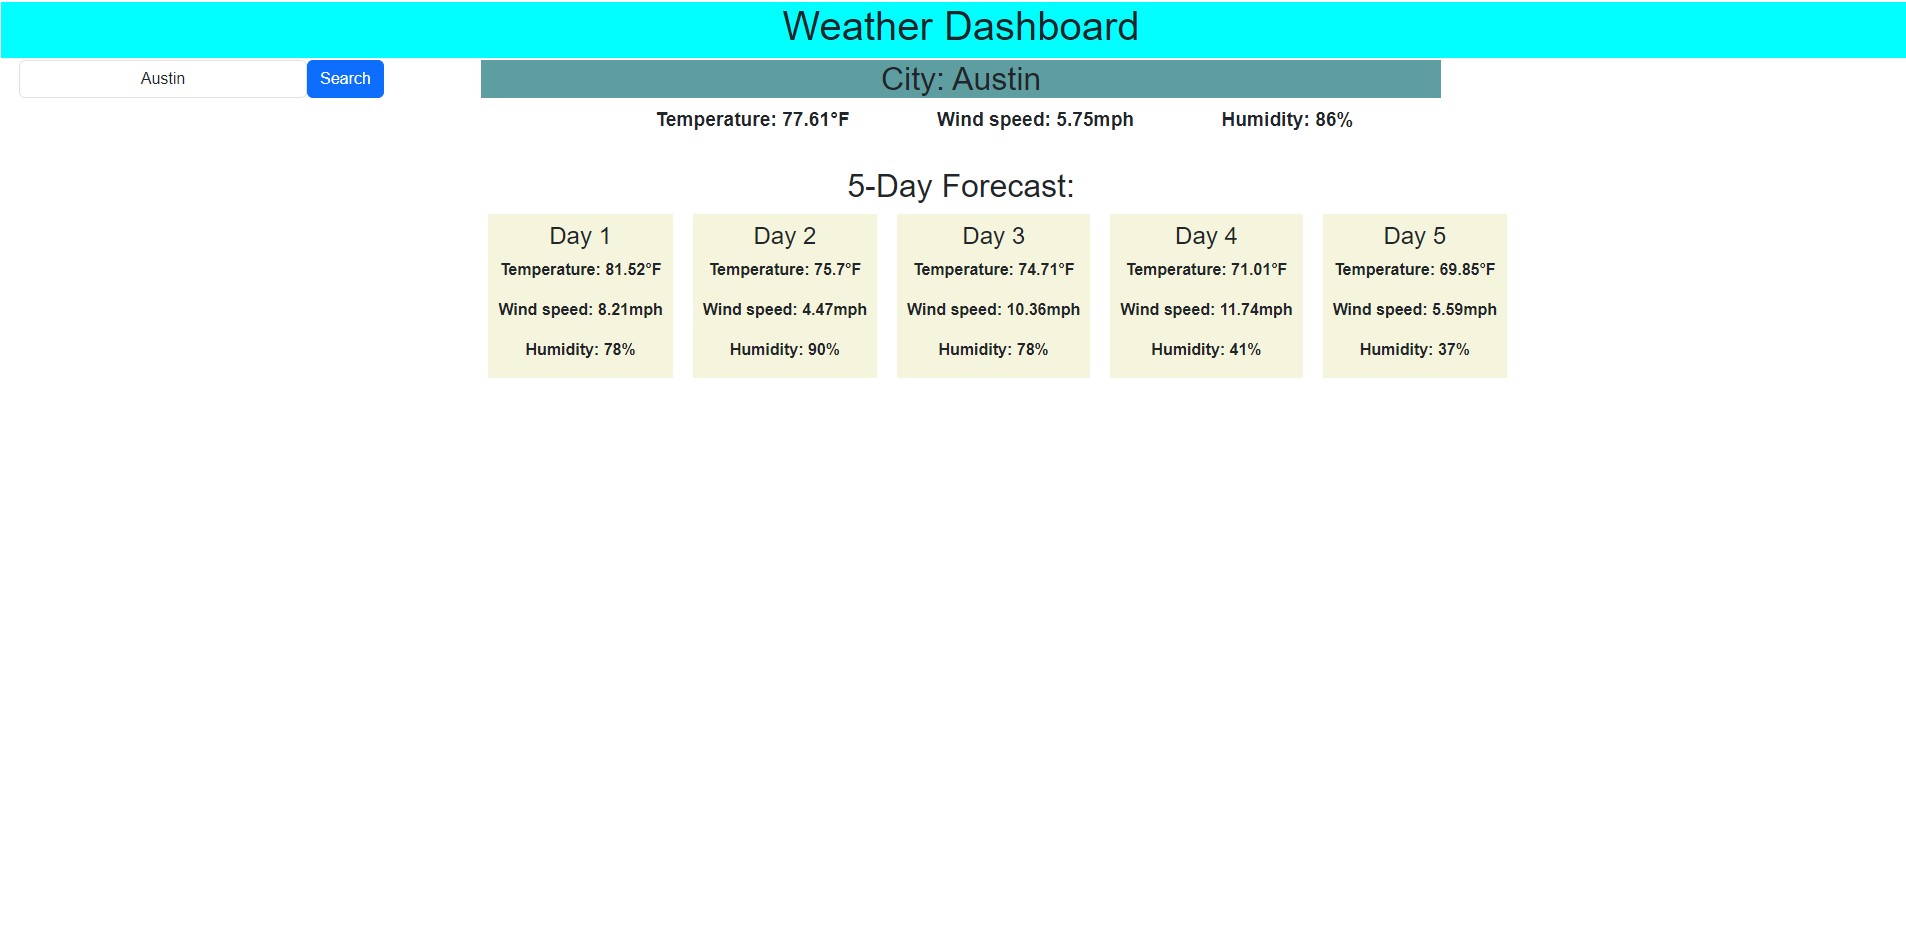 Weather Dashboard
Austin
Search
City: Austin
Temperature: 77.61°F
Wind speed: 5.75mph
Humidity: 86%
5-Day Forecast:
Day 1
Temperature: 81.52°F
Wind speed: 8.21mph
Humidity: 78%
Day 2
Temperature: 75.7°F
Wind speed: 4.47mph
Humidity: 90%
Day 3
Temperature: 74.71°F
Wind speed: 10.36mph
Humidity: 78%
Day 4
Temperature: 71.01°F
Wind speed: 11.74mph
Humidity: 41%
Day 5
Temperature: 69.85°F
Wind speed: 5.59mph
Humidity: 37%